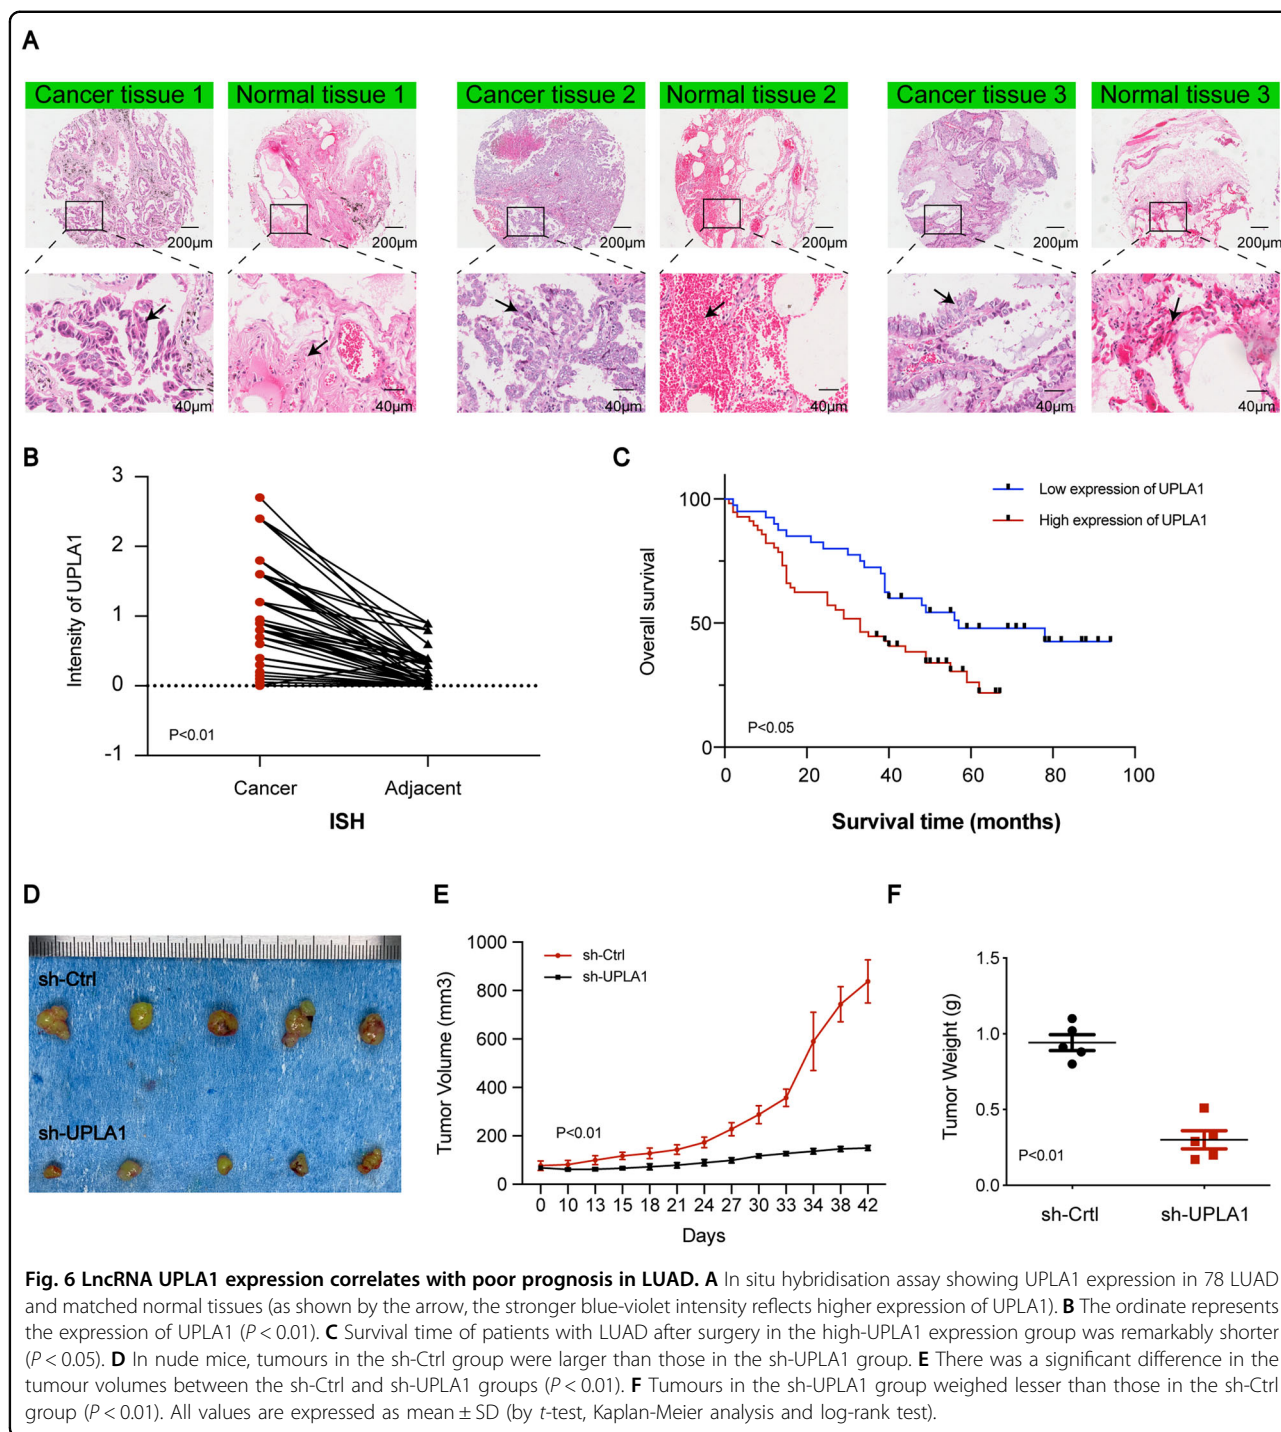 A
Cancer tissue 1
Normal tissue 1
Cancer tissue 2
Normal tissue 2
Cancer tissue 3
Normal tissue 3
200μm
200μm
200μm
200μm
200μm
200μm
40μm
40μm
40μm
40μm
40μm
40μm
B
Intensity of UPLA1
3
2
1
0
-1
P<0.01
Cancer
Adjacent
ISH
C
Overall survival
100
50
0
Low expression of UPLA1
High expression of UPLA1
P<0.05
0 20 40 60 80 100
Survival time (months)
D
sh-Ctrl
sh-UPLA1
E
Tumor Volume (mm3)
1000
800
600
400
200
0
sh-Ctrl
sh-UPLA1
P<0.01
0 10 13 15 18 21 24 27 30 33 34 38 42
Days
F
Tumor Weight (g)
1.5
1.0
0.5
0.0
P<0.01
sh-Crtl
sh-UPLA1
Fig. 6 LncRNA UPLA1 expression correlates with poor prognosis in LUAD. A In situ hybridisation assay showing UPLA1 expression in 78 LUAD
and matched normal tissues (as shown by the arrow, the stronger blue-violet intensity reflects higher expression of UPLA1). B The ordinate represents
the expression of UPLA1 (P < 0.01). C Survival time of patients with LUAD after surgery in the high-UPLA1 expression group was remarkably shorter
(P < 0.05). D In nude mice, tumours in the sh-Ctrl group were larger than those in the sh-UPLA1 group. E There was a significant difference in the
tumour volumes between the sh-Ctrl and sh-UPLA1 groups (P < 0.01). F Tumours in the sh-UPLA1 group weighed lesser than those in the sh-Ctrl
group (P < 0.01). All values are expressed as mean ± SD (by t-test, Kaplan-Meier analysis and log-rank test).